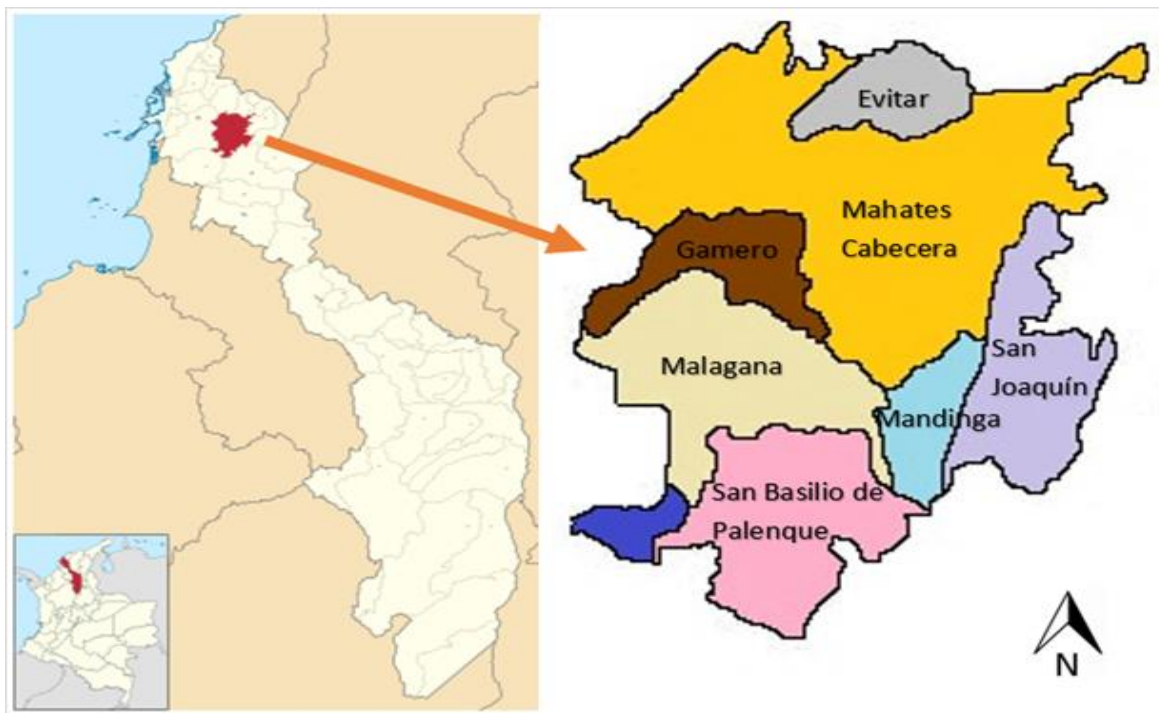 Evitar
Mahates
Cabecera
Gamero
San
Joaquín
Malagana
Mandinga
San Basilio de
Palenque
N